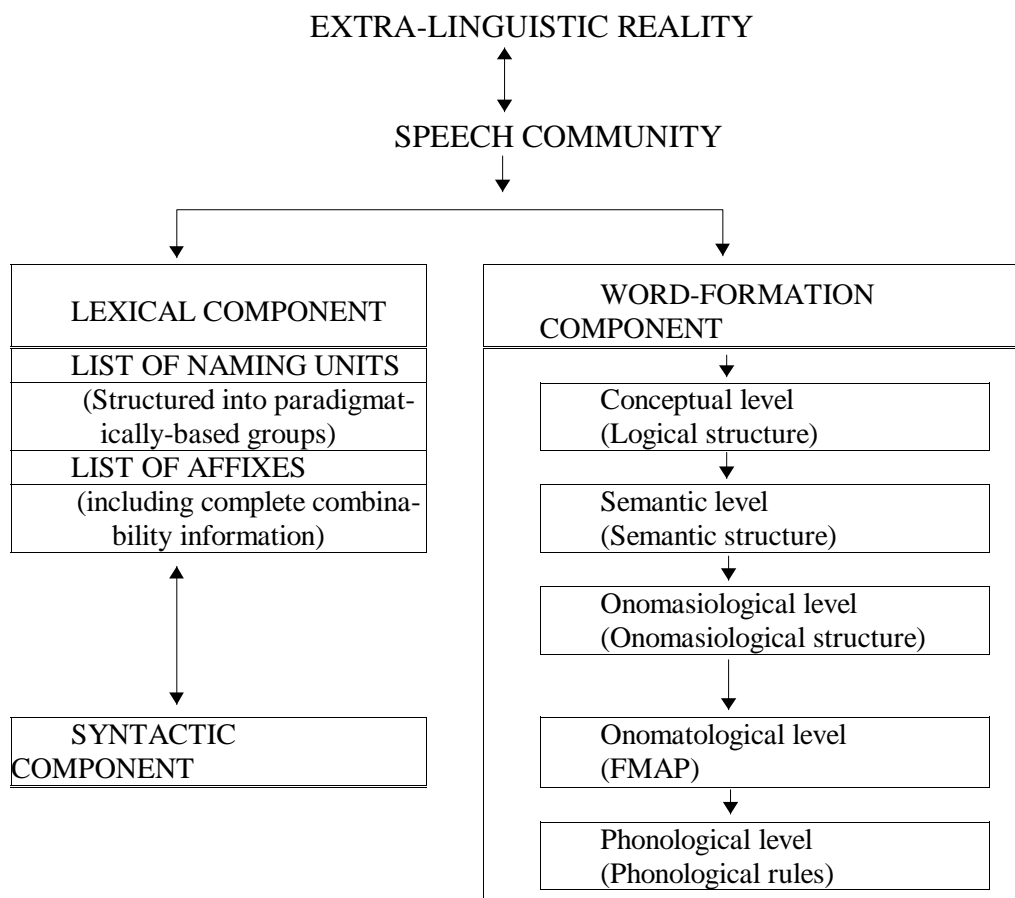 EXTRA-LINGUISTIC REALITY
SPEECH COMMUNITY
LEXICAL COMPONENT
LIST OF NAMING UNITS
(Structured into paradigmat-
ically-based groups)
LIST OF AFFIXES
(including complete combina-
bility information)
SYNTACTIC
COMPONENT
WORD-FORMATION
COMPONENT
Conceptual level
(Logical structure)
Semantic level
(Semantic structure)
Onomasiological level
(Onomasiological structure)
Onomatological level
(FMAP)
Phonological level
(Phonological rules)